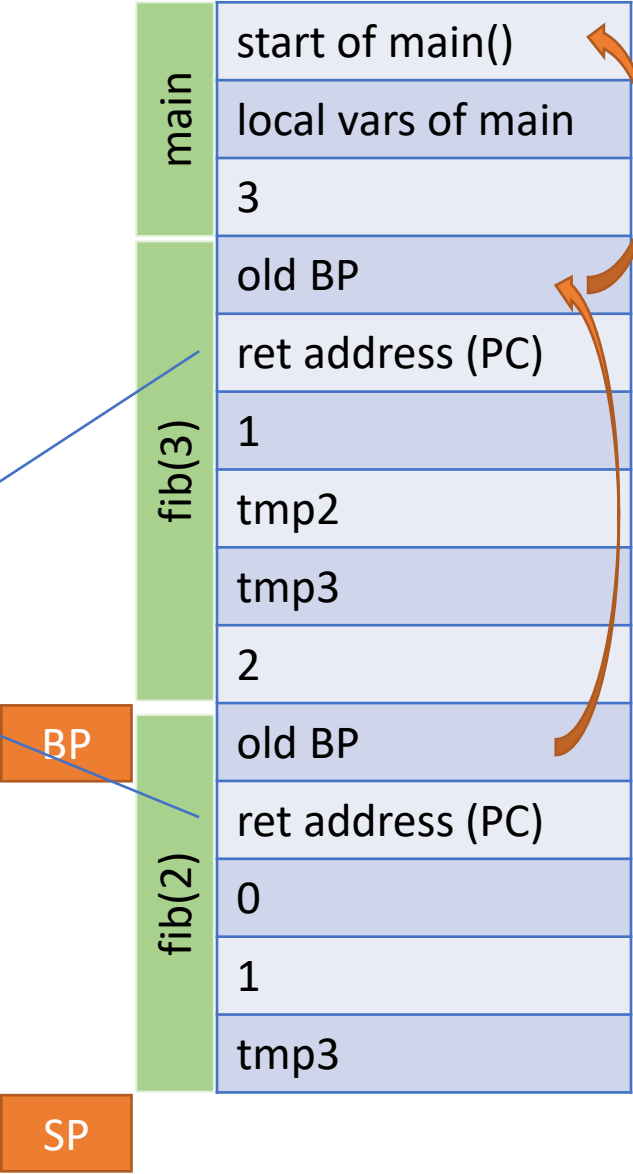 main
start of main()
local vars of main
3
fib(3)
old BP
ret address (PC)
1
tmp2
tmp3
2
BP
fib(2)
old BP
ret address (PC)
0
1
tmp3
SP